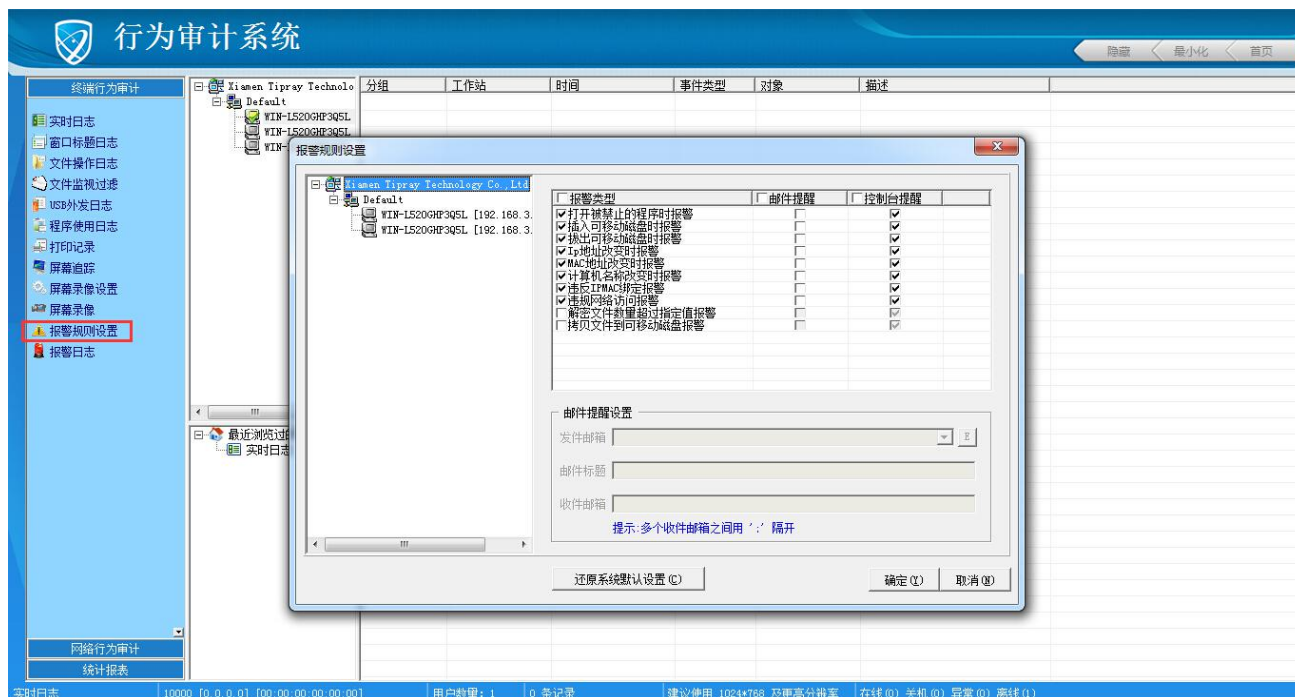 行为审计系统
隐藏 最小化 首页
终端行为审计
实时日志
窗口标题日志
文件操作日志
文件监视过滤
USB外发日志
程序使用日志
打印记录
屏幕追踪
屏幕录像设置
屏幕录像
报警规则设置
报警日志
网络行为审计
统计报表
Xiamen Tipray Technolo
Default
WIN-L520GHP3Q5L
WIN-L520GHP3Q5L
WIN-
最近浏览过的
实时日志
分组 工作站 时间 事件类型 对象 描述
报警规则设置
Xiamen Tipray Technology Co., Ltd
Default
WIN-L520GHP3Q5L [192.168.3.
WIN-L520GHP3Q5L [192.168.3.
报警类型 邮件提醒 控制台提醒
打开被禁止的程序时报警
插入可移动磁盘时报警
拔出可移动磁盘时报警
Ip地址改变时报警
MAC地址改变时报警
计算机名称改变时报警
违反IPMAC绑定报警
违规网络访问报警
解密文件数量超过指定值报警
拷贝文件到可移动磁盘报警
邮件提醒设置
发件邮箱
邮件标题
收件邮箱
提示:多个收件邮箱之间用 ';' 隔开
还原系统默认设置(C)
确定(Y) 取消(N)
实时日志 10000 [0.0.0.0] [00:00:00:00:00:00] 用户数量: 1 0 条记录 建议使用 1024*768 及更高分辨率 在线(0) 关机(0) 异常(0) 离线(1)